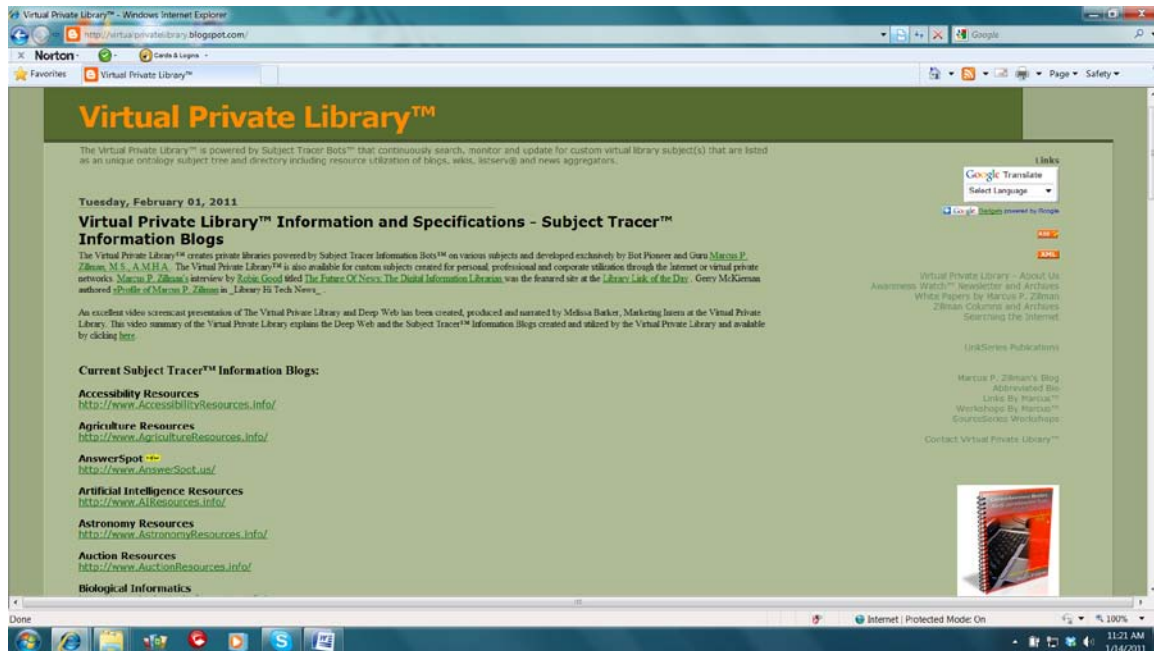 Virtual Private Library™ - Windows Internet Explorer
http://virtualprivatelibrary.blogspot.com/
Google
x Norton
Cards & Logins
Favorites
Virtual Private Library™
Page
Safety
Virtual Private Library™
The Virtual Private Library™ is powered by Subject Tracer Bots™ that continuously search, monitor and update for custom virtual library subject(s) that are listed
as an unique ontology subject tree and directory including resource utilization of blogs, wikis, listserv® and news aggregators.
Links
Google Translate
Select Language
Google Gadgets powered by Google
XML
Tuesday, February 01, 2011
Virtual Private Library™ Information and Specifications - Subject Tracer™
Information Blogs
The Virtual Private Library™ creates private libraries powered by Subject Tracer Information Bots™ on various subjects and developed exclusively by Bot Pioneer and Guru Marcus P.
Zillman, M.S., A.M.H.A. The Virtual Private Library™ is also available for custom subjects created for personal, professional and corporate utilization through the Internet or virtual private
networks. Marcus P. Zillman's interview by Robin Good titled The Future Of News: The Digital Information Librarian was the featured site at the Library Link of the Day . Gerry McKiernan
authored eProfile of Marcus P. Zillman in _Library Hi Tech News_ .
An excellent video screencast presentation of The Virtual Private Library and Deep Web has been created, produced and narrated by Melissa Barker, Marketing Intern at the Virtual Private
Library. This video summary of the Virtual Private Library explains the Deep Web and the Subject Tracer™ Information Blogs created and utilized by the Virtual Private Library and available
by clicking here.
Current Subject Tracer™ Information Blogs:
Accessibility Resources
http://www.AccessibilityResources.info/
Agriculture Resources
http://www.AgricultureResources.info/
AnswerSpot
http://www.AnswerSpot.us/
Artificial Intelligence Resources
http://www.AIResources.info/
Astronomy Resources
http://www.AstronomyResources.info/
Auction Resources
http://www.AuctionResources.info/
Biological Informatics
Virtual Private Library - About Us
Awareness Watch™ Newsletter and Archives
White Papers by Marcus P. Zillman
Zillman Columns and Archives
Searching the Internet
LinkSeries Publications
Marcus P. Zillman's Blog
Abbreviated Bio
Links By Marcus™
Workshops By Marcus™
SourceSeries Workshops
Contact Virtual Private Library™
Done
Internet | Protected Mode: On
100%
11:21 AM
1/14/2011